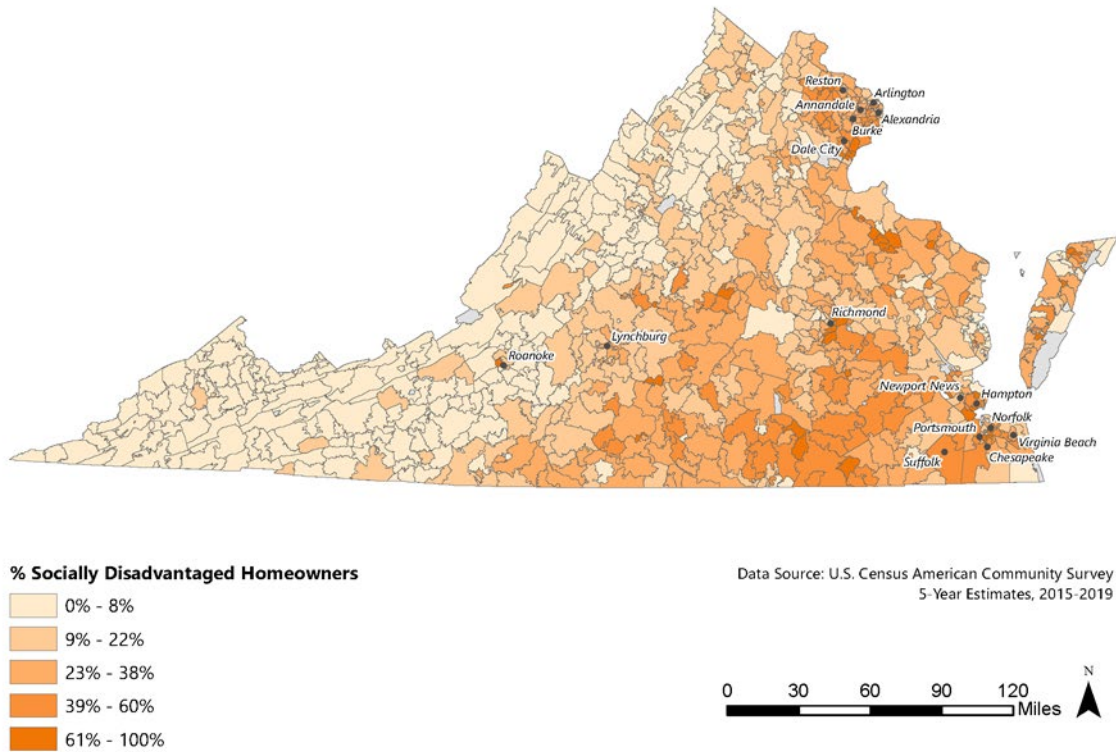 Reston
Arlington
Annandale
Alexandria
Burke
Dale City
Richmond
Lynchburg
Roanoke
Newport News
Hampton
Norfolk
Portsmouth
Virginia Beach
Chesapeake
Suffolk
% Socially Disadvantaged Homeowners
0% - 8%
9% - 22%
23% - 38%
39% - 60%
61% - 100%
Data Source: U.S. Census American Community Survey
5-Year Estimates, 2015-2019
N
0 30 60 90 120
Miles